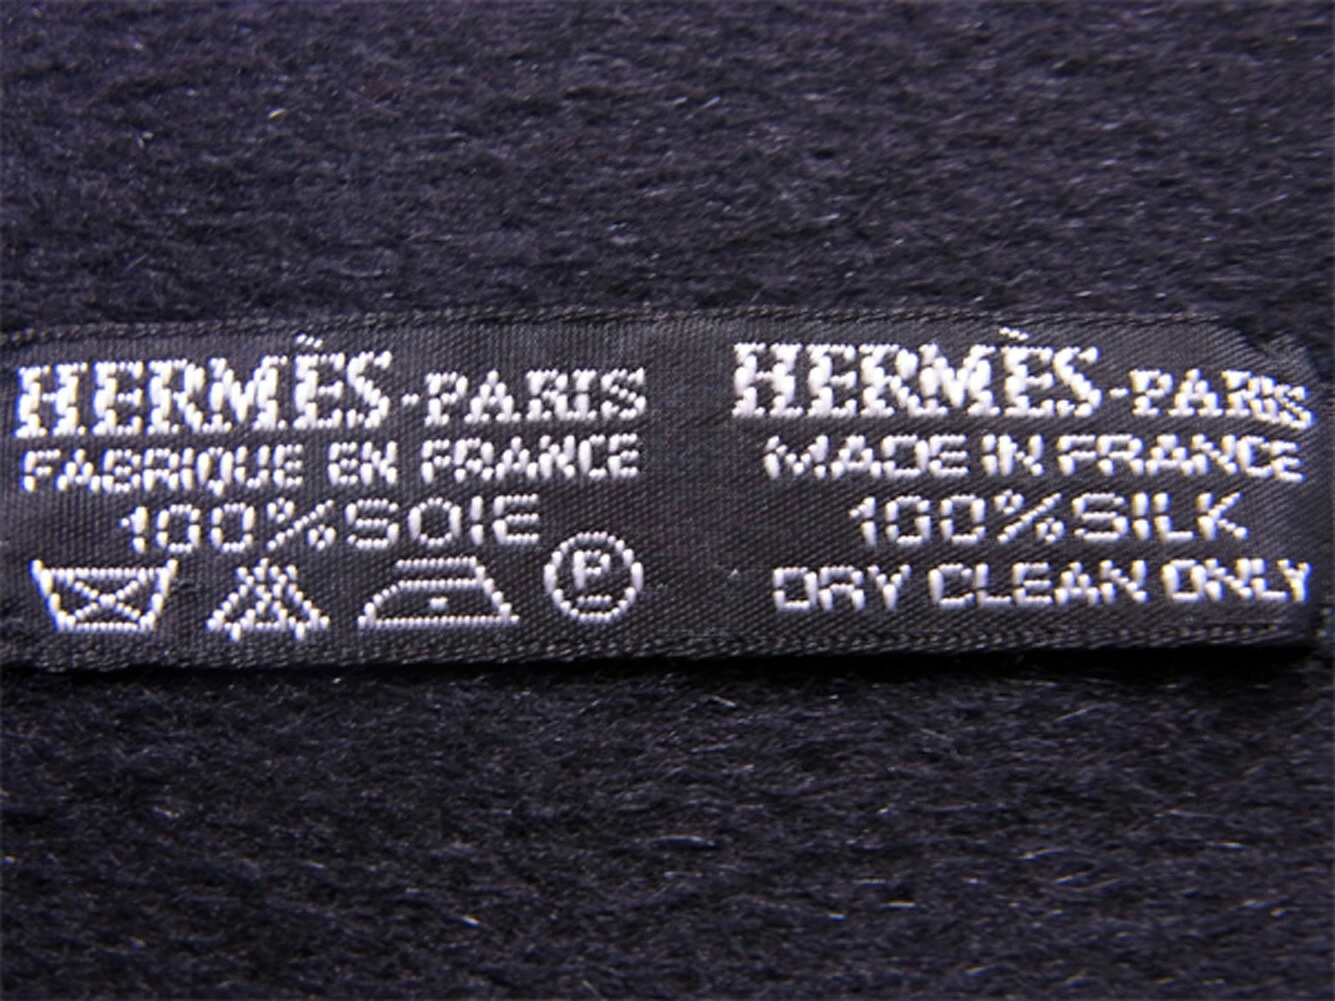 HERMÈS-PARIS
FABRIQUE EN FRANCE
100%SOIE
P
HERMÈS-PARIS
MADE IN FRANCE
100%SILK
DRY CLEAN ONLY